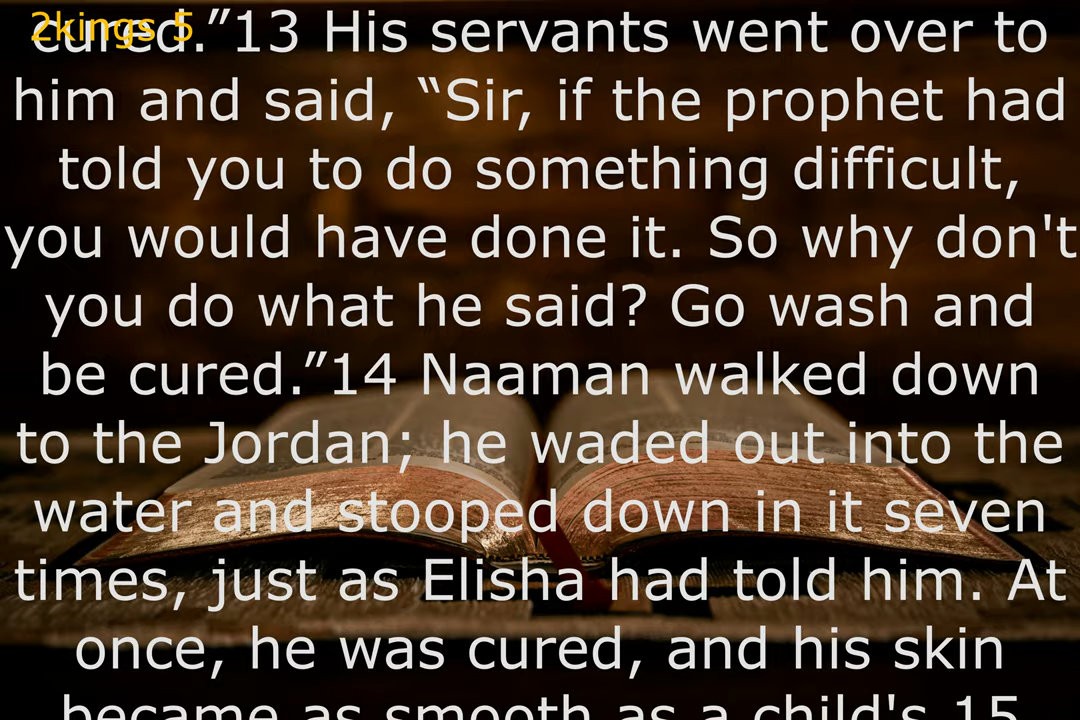 2kings 5
cured.”13 His servants went over to
him and said, “Sir, if the prophet had
told you to do something difficult,
you would have done it. So why don't
you do what he said? Go wash and
be cured.”14 Naaman walked down
to the Jordan; he waded out into the
water and stooped down in it seven
times, just as Elisha had told him. At
once, he was cured, and his skin
became as smooth as a child's.15